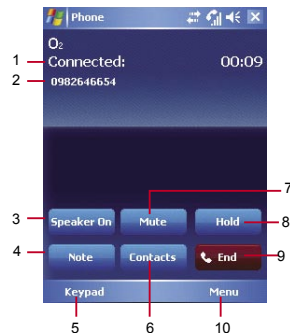 Phone
O₂
1 Connected: 00:09
2 0982646654
7
3 Speaker On Mute Hold 8
4 Note Contacts End 9
Keypad Menu
5 6 10